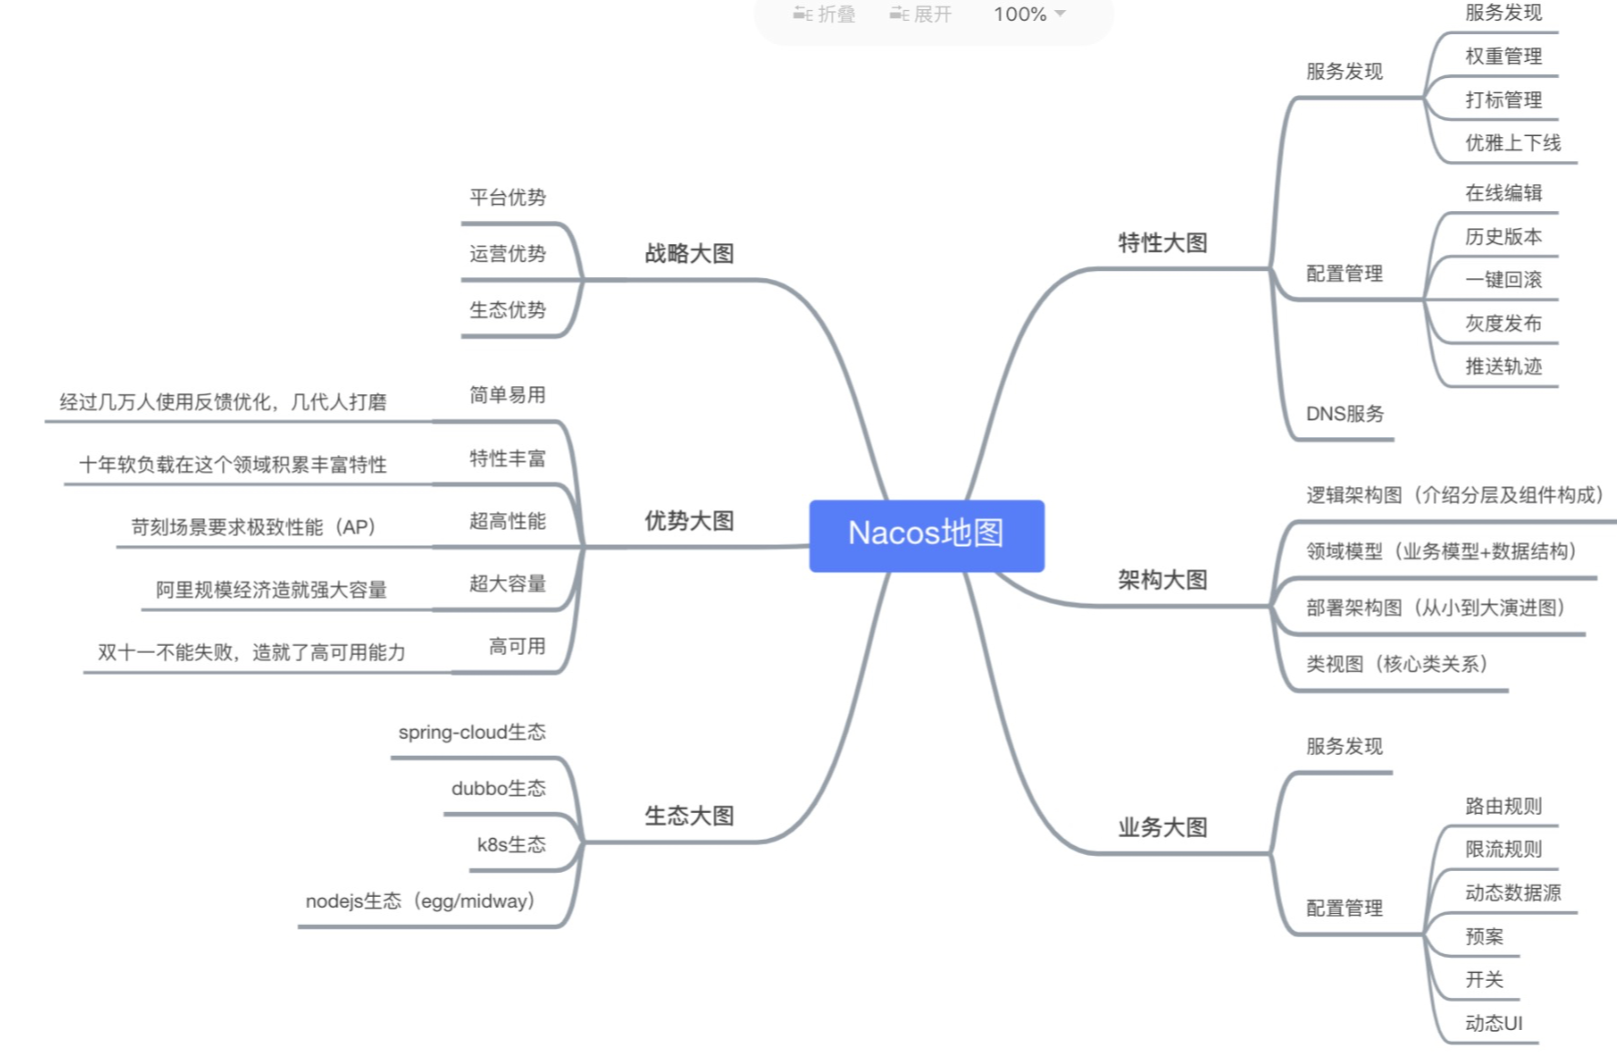 折叠
展开
100%
Nacos地图
战略大图
平台优势
运营优势
生态优势
优势大图
简单易用
经过几万人使用反馈优化，几代人打磨
特性丰富
十年软负载在这个领域积累丰富特性
超高性能
苛刻场景要求极致性能（AP）
超大容量
阿里规模经济造就强大容量
高可用
双十一不能失败，造就了高可用能力
生态大图
spring-cloud生态
dubbo生态
k8s生态
nodejs生态（egg/midway）
特性大图
服务发现
服务发现
权重管理
打标管理
优雅上下线
配置管理
在线编辑
历史版本
一键回滚
灰度发布
推送轨迹
DNS服务
架构大图
逻辑架构图（介绍分层及组件构成）
领域模型（业务模型+数据结构）
部署架构图（从小到大演进图）
类视图（核心类关系）
业务大图
服务发现
配置管理
路由规则
限流规则
动态数据源
预案
开关
动态UI